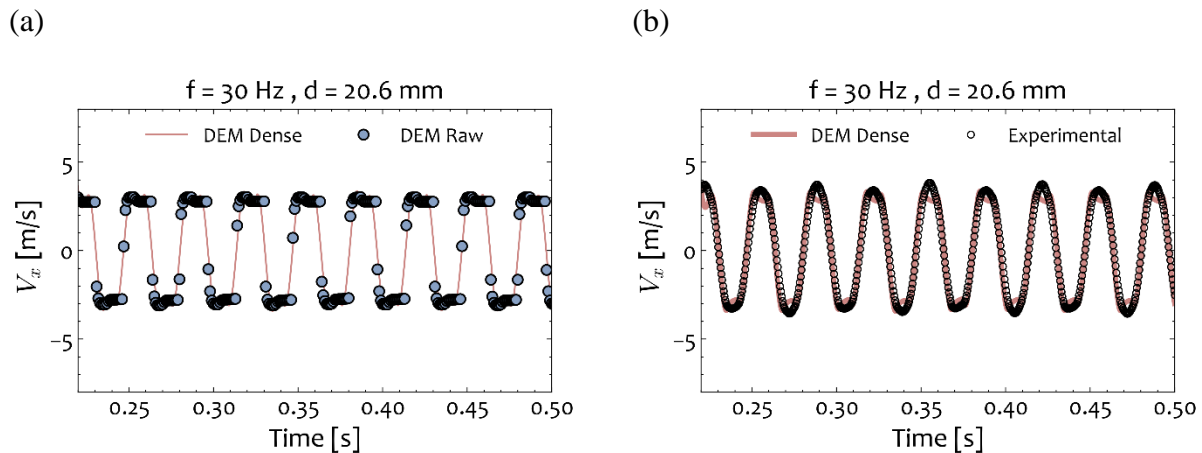 (a)
f = 30 Hz , d = 20.6 mm
DEM Dense DEM Raw
5
0
−5
V_x [m/s]
0.25 0.30 0.35 0.40 0.45 0.50
Time [s]
(b)
f = 30 Hz , d = 20.6 mm
DEM Dense Experimental
5
0
−5
V_x [m/s]
0.25 0.30 0.35 0.40 0.45 0.50
Time [s]